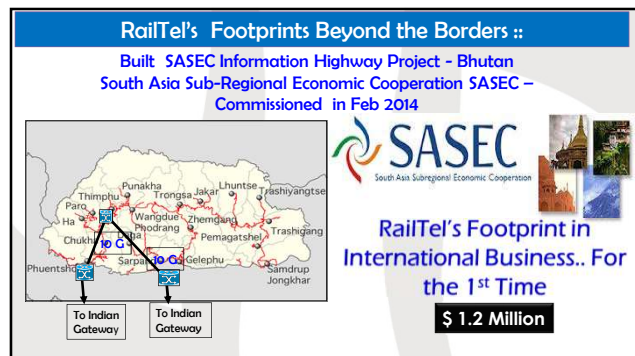 RailTel's Footprints Beyond the Borders ::
Built SASEC Information Highway Project - Bhutan
South Asia Sub-Regional Economic Cooperation SASEC –
Commissioned in Feb 2014
Punakha
Thimphu
Trongsa
Jakar
Lhuntse
Trashiyangtse
Paro
Ha
Wangdue
Phodrang
Zhemgang
Trashigang
Pemagatshel
10 G
10 G
Gelephu
Samdrup
Jongkhar
To Indian
Gateway
To Indian
Gateway
SASEC
South Asia Subregional Economic Cooperation
RailTel's Footprint in
International Business.. For
the 1st Time
$ 1.2 Million